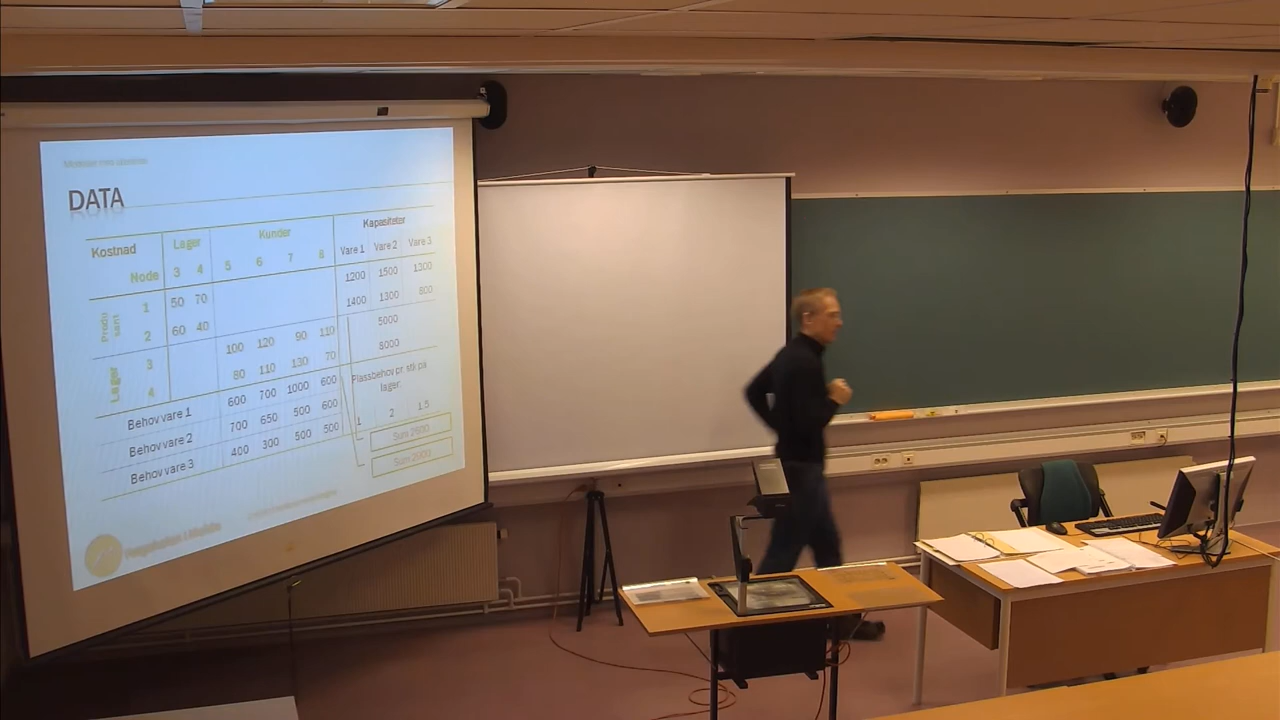 DATA
Kostnad Lager Kunder Kapasiteter
Node 3 4 5 6 7 8 Vare 1 Vare 2 Vare 3
Produsent 1 50 70 1200 1500 1300
2 60 40 1400 1300 800
Lager 3 100 120 90 110 5000
4 80 110 130 70 5000
Behov vare 1 600 700 1000 600 Plassbehov pr. stk på lager.
Behov vare 2 700 650 500 600 1 2 1.5
Behov vare 3 400 300 500 500